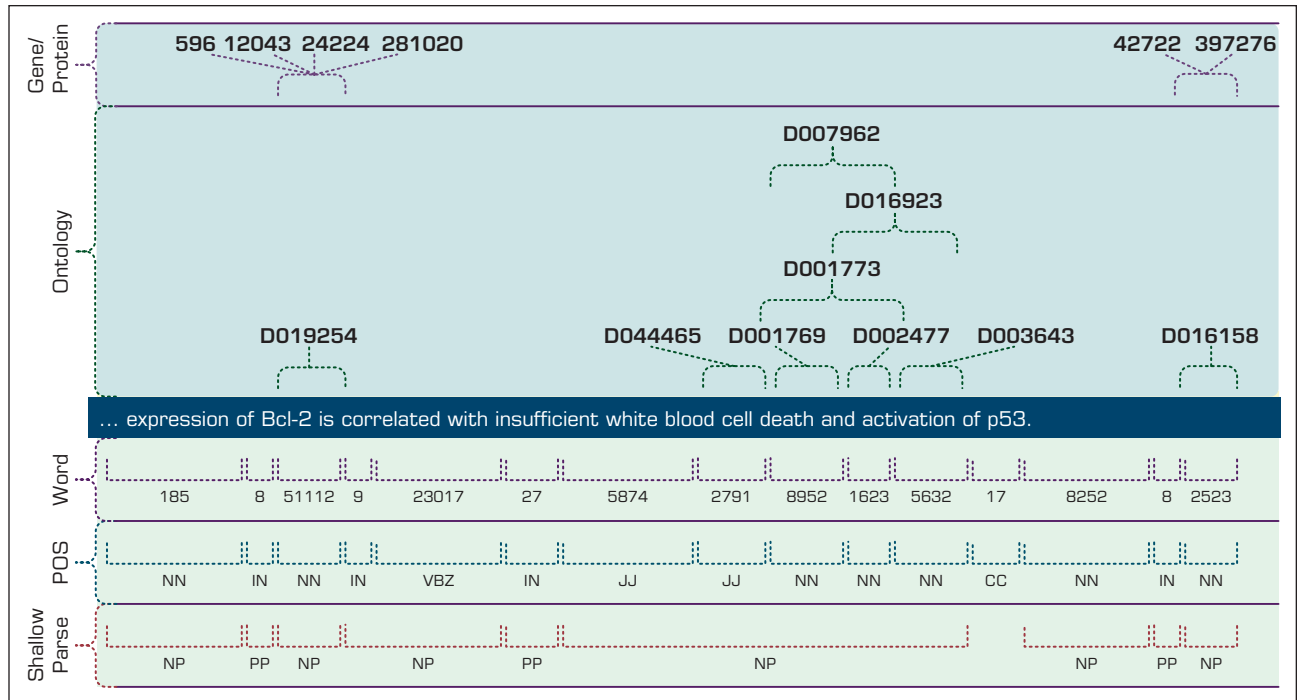 Gene/
Protein
596 12043 24224 281020
42722 397276
Ontology
D007962
D016923
D001773
D019254 D044465 D001769 D002477 D003643 D016158
... expression of Bcl-2 is correlated with insufficient white blood cell death and activation of p53.
Word
185 8 51112 9 23017 27 5874 2791 8952 1623 5632 17 8252 8 2523
POS
NN IN NN IN VBZ IN JJ JJ NN NN NN CC NN IN NN
Shallow
Parse
NP PP NP NP PP NP NP PP NP